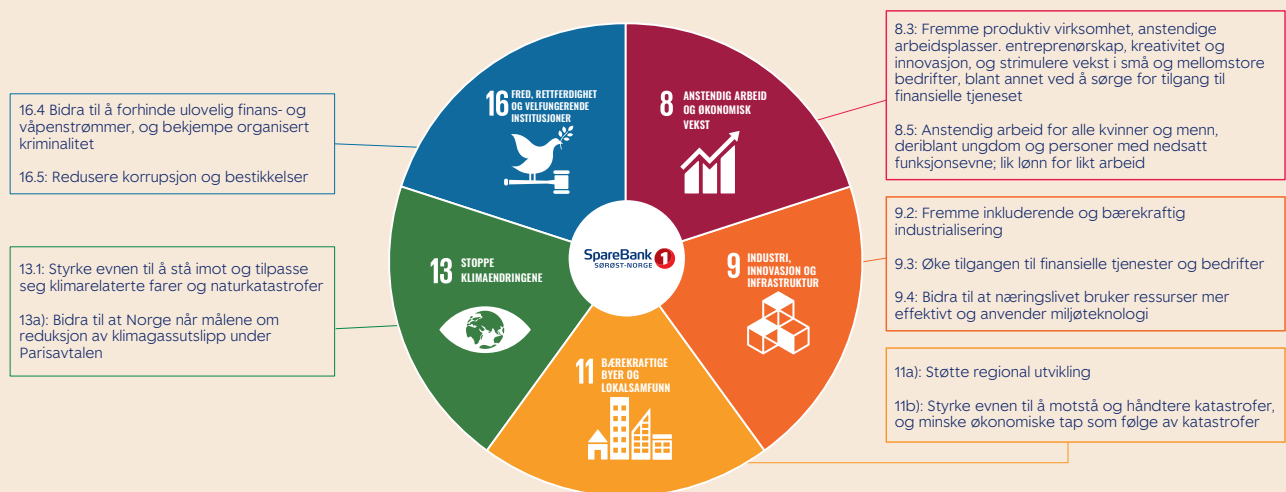 16.4 Bidra til å forhinde ulovelig finans- og
våpenstrømmer, og bekjempe organisert
kriminalitet
16.5: Redusere korrupsjon og bestikkelser
13.1: Styrke evnen til å stå imot og tilpasse
seg klimarelaterte farer og naturkatastrofer
13a): Bidra til at Norge når målene om
reduksjon av klimagassutslipp under
Parisavtalen
16 FRED, RETTFERDIGHET
OG VELFUNGERENDE
INSTITUSJONER
8 ANSTENDIG ARBEID
OG ØKONOMISK
VEKST
13 STOPPE
KLIMAENDRINGENE
SpareBank 1
SØRØST-NORGE
9 INDUSTRI,
INNOVASJON OG
INFRASTRUKTUR
11 BÆREKRAFTIGE
BYER OG
LOKALSAMFUNN
8.3: Fremme produktiv virksomhet, anstendige
arbeidsplasser. entreprenørskap, kreativitet og
innovasjon, og strimulere vekst i små og mellomstore
bedrifter, blant annet ved å sørge for tilgang til
finansielle tjeneset
8.5: Anstendig arbeid for alle kvinner og menn,
deriblant ungdom og personer med nedsatt
funksjonsevne; lik lønn for likt arbeid
9.2: Fremme inkluderende og bærekraftig
industrialisering
9.3: Øke tilgangen til finansielle tjenester og bedrifter
9.4: Bidra til at næringslivet bruker ressurser mer
effektivt og anvender miljøteknologi
11a): Støtte regional utvikling
11b): Styrke evnen til å motstå og håndtere katastrofer,
og minske økonomiske tap som følge av katastrofer